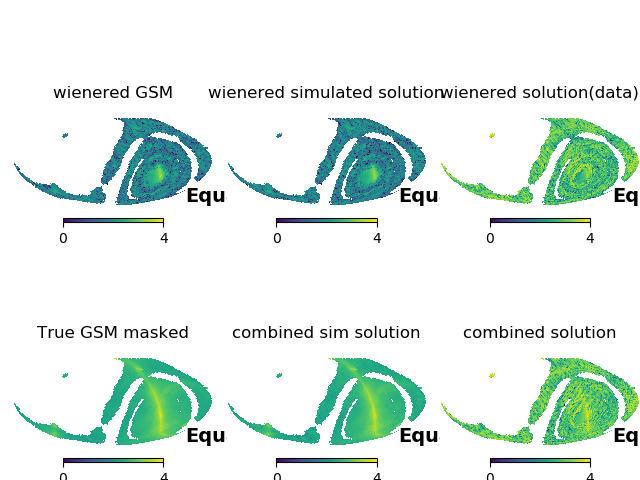 wienered GSM
wienered simulated solution
wienered solution(data)
Equ
Equ
Eq
0 4
0 4
0 4
True GSM masked
combined sim solution
combined solution
Equ
Equ
Eq
0 4
0 4
0 4